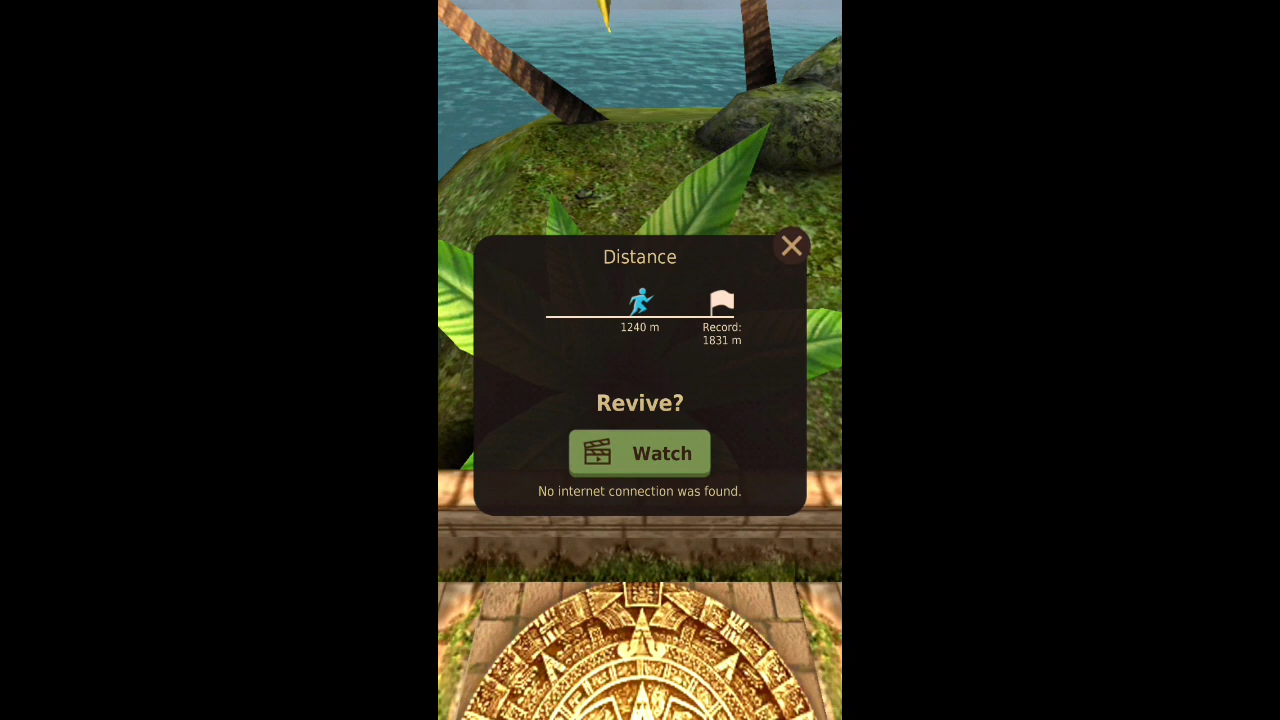 Distance
1240 m
Record:
1831 m
Revive?
Watch
No internet connection was found.